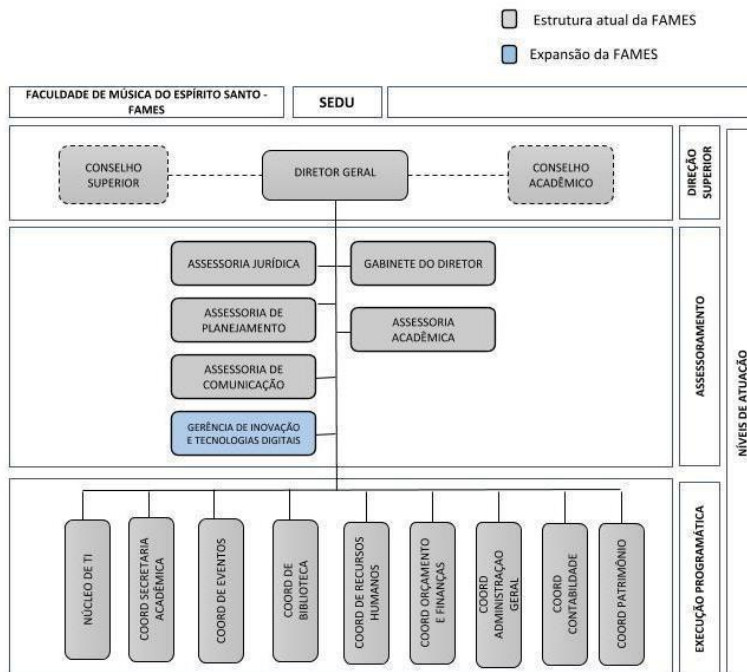 Estrutura atual da FAMES
Expansão da FAMES
FACULDADE DE MÚSICA DO ESPÍRITO SANTO -
FAMES
SEDU
CONSELHO
SUPERIOR
DIRETOR GERAL
CONSELHO
ACADÊMICO
DIREÇÃO
SUPERIOR
ASSESSORIA JURÍDICA
GABINETE DO DIRETOR
ASSESSORIA DE
PLANEJAMENTO
ASSESSORIA
ACADÊMICA
ASSESSORIA DE
COMUNICAÇÃO
GERÊNCIA DE INOVAÇÃO
E TECNOLOGIAS DIGITAIS
ASSESSORAMENTO
NÍVEIS DE ATUAÇÃO
NÚCLEO DE TI
COORD SECRETARIA
ACADÊMICA
COORD DE EVENTOS
COORD DE
BIBLIOTECA
COORD DE RECURSOS
HUMANOS
COORD ORÇAMENTO
E FINANÇAS
COORD
ADMINISTRAÇÃO
GERAL
COORD
CONTABILDADE
COORD PATRIMÔNIO
EXECUÇÃO PROGRAMÁTICA